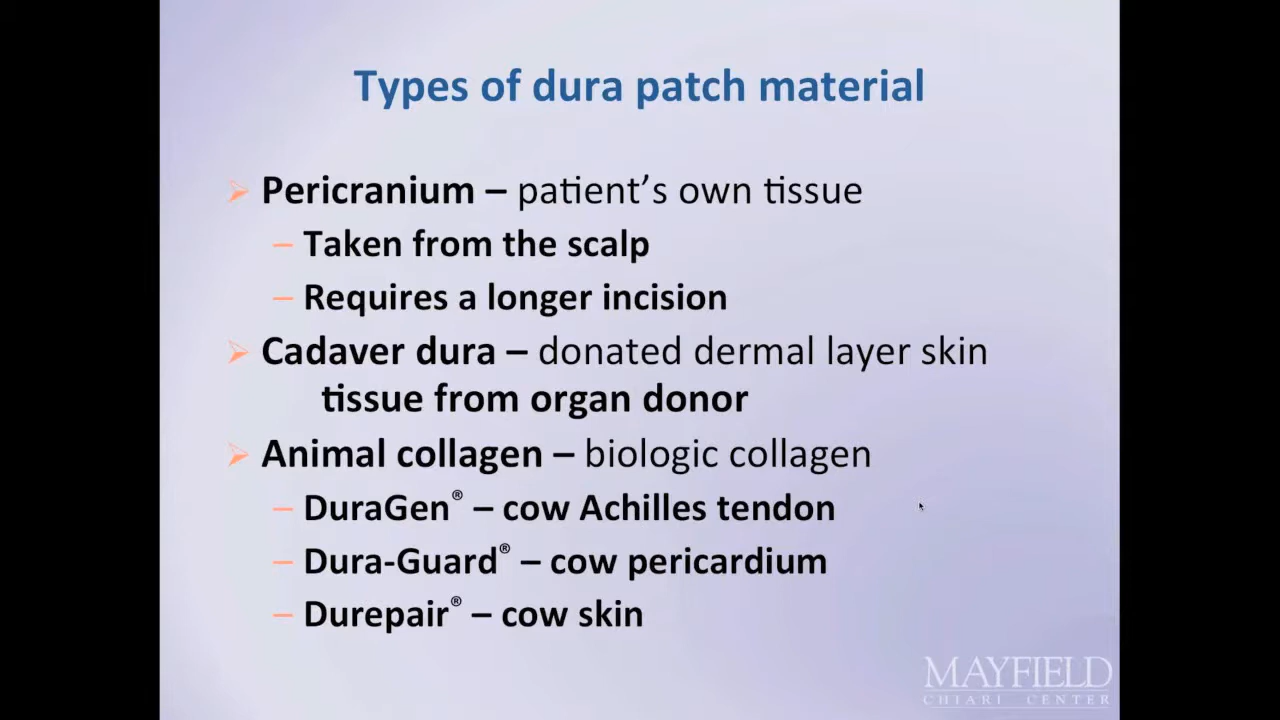 Types of dura patch material
Pericranium – patient’s own tissue
– Taken from the scalp
– Requires a longer incision
Cadaver dura – donated dermal layer skin
tissue from organ donor
Animal collagen – biologic collagen
– DuraGen® – cow Achilles tendon
– Dura-Guard® – cow pericardium
– Durepair® – cow skin
MAYFIELD
CHIARI CENTER